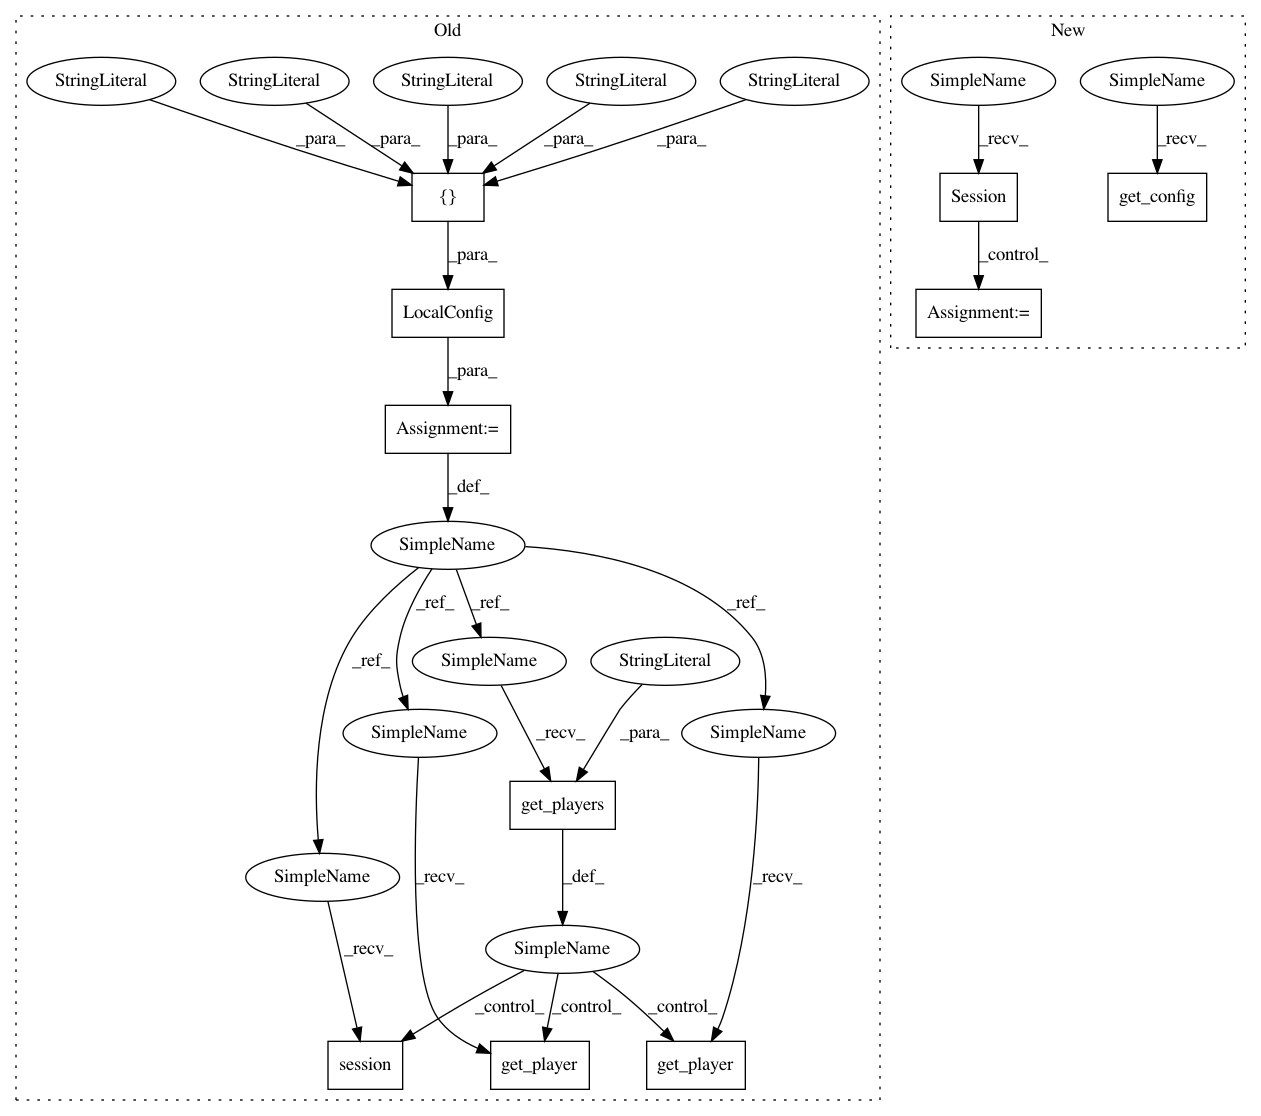 Old
New
StringLiteral
StringLiteral
StringLiteral
StringLiteral
StringLiteral
SimpleName
SimpleName
_para_
_para_
_para_
_para_
_para_
_recv_
_recv_
{}
Session
get_config
_para_
_control_
LocalConfig
Assignment:=
_para_
Assignment:=
_def_
SimpleName
_ref_
_ref_
_ref_
_ref_
SimpleName
StringLiteral
SimpleName
SimpleName
_recv_
_para_
get_players
SimpleName
_recv_
_def_
_recv_
SimpleName
_recv_
_control_
_control_
_control_
session
get_player
get_player